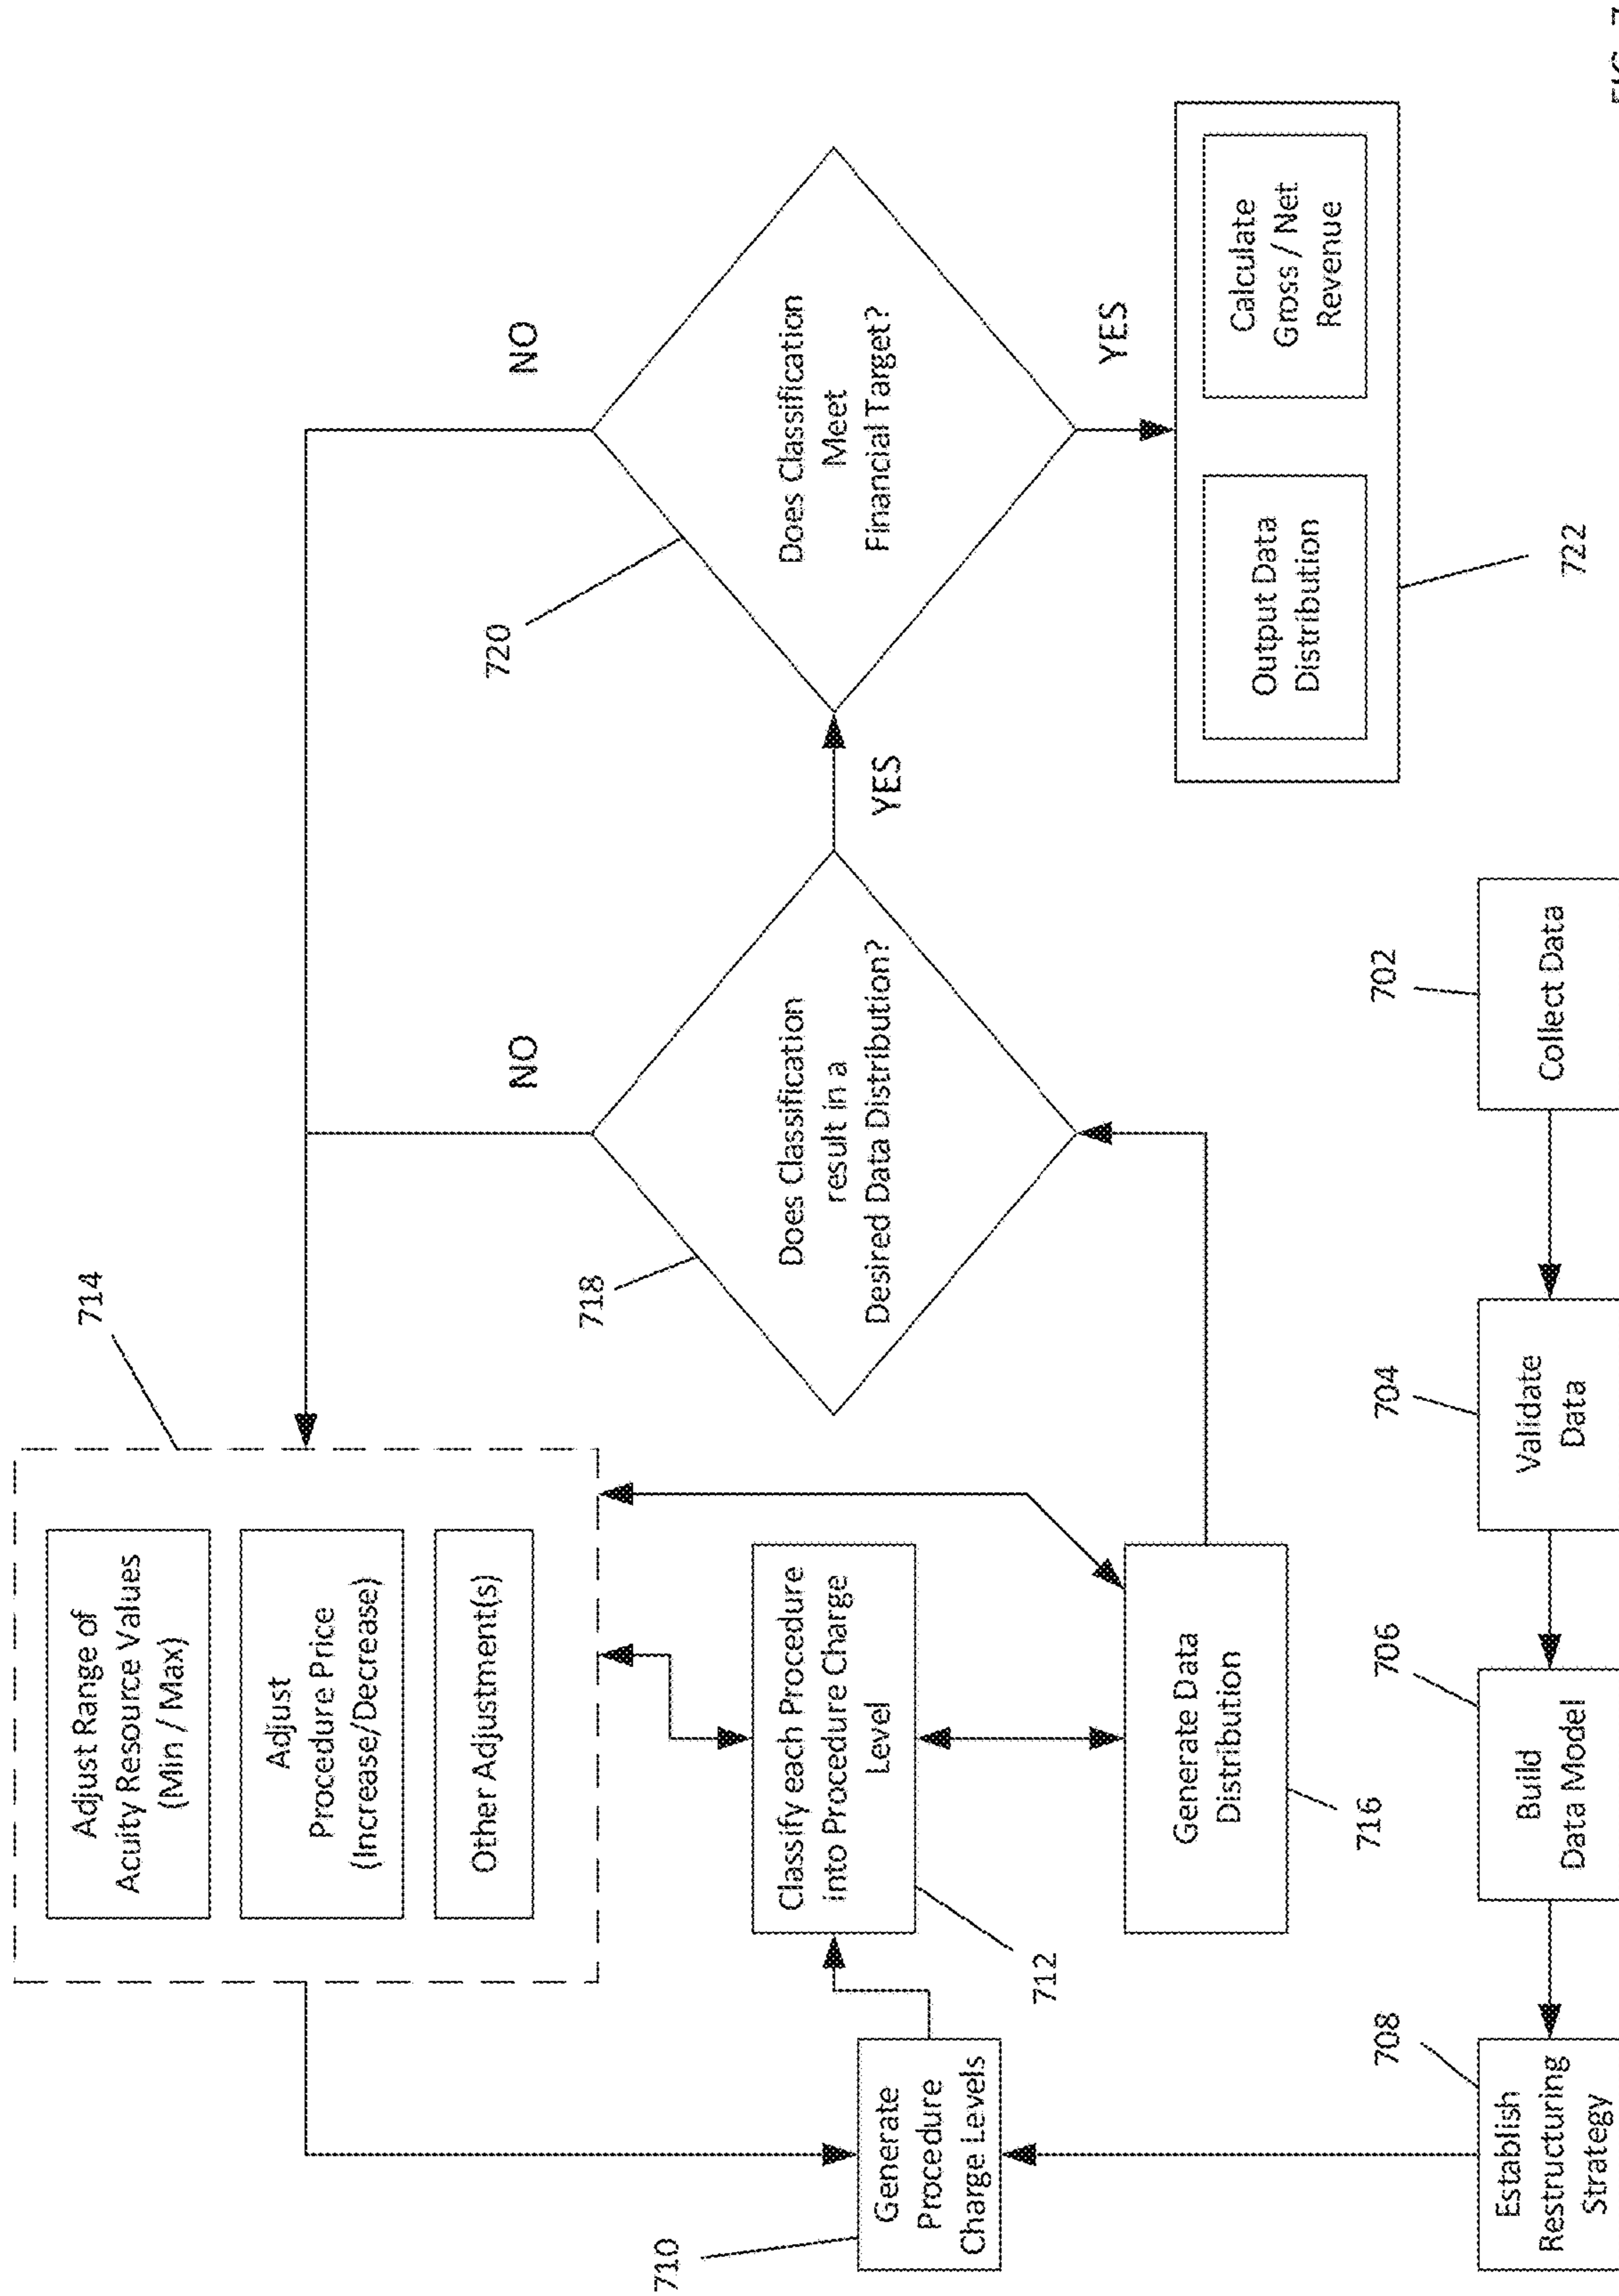 714
Adjust Range of
Acuity Resource Values
(Min / Max)
Adjust
Procedure Price
(Increase/Decrease)
Other Adjustment(s)
710
Generate
Procedure
Charge Levels
Classify each Procedure
into Procedure Charge
Level
712
Generate Data
Distribution
716
718
NO
Does Classification
result in a
Desired Data Distribution?
YES
720
NO
Does Classification
Meet
Financial Target?
YES
Output Data
Distribution
Calculate
Gross / Net
Revenue
722
708
Establish
Restructuring
Strategy
706
Build
Data Model
704
Validate
Data
702
Collect Data